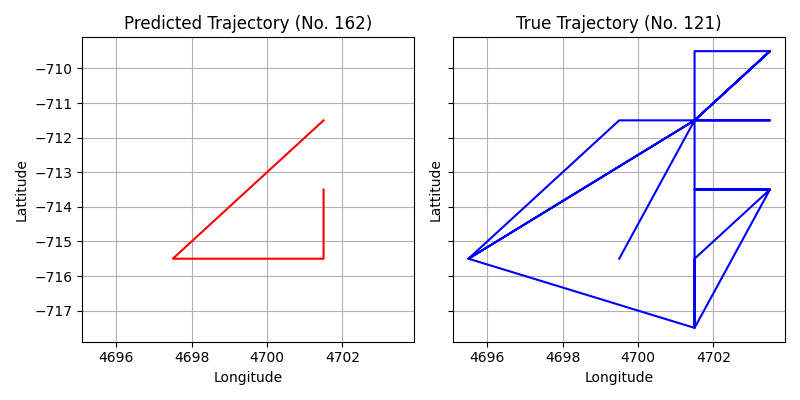 Predicted Trajectory (No. 162)
True Trajectory (No. 121)
Lattitude
−710
−711
−712
−713
−714
−715
−716
−717
4696
4698
4700
4702
Longitude
Lattitude
4696
4698
4700
4702
Longitude